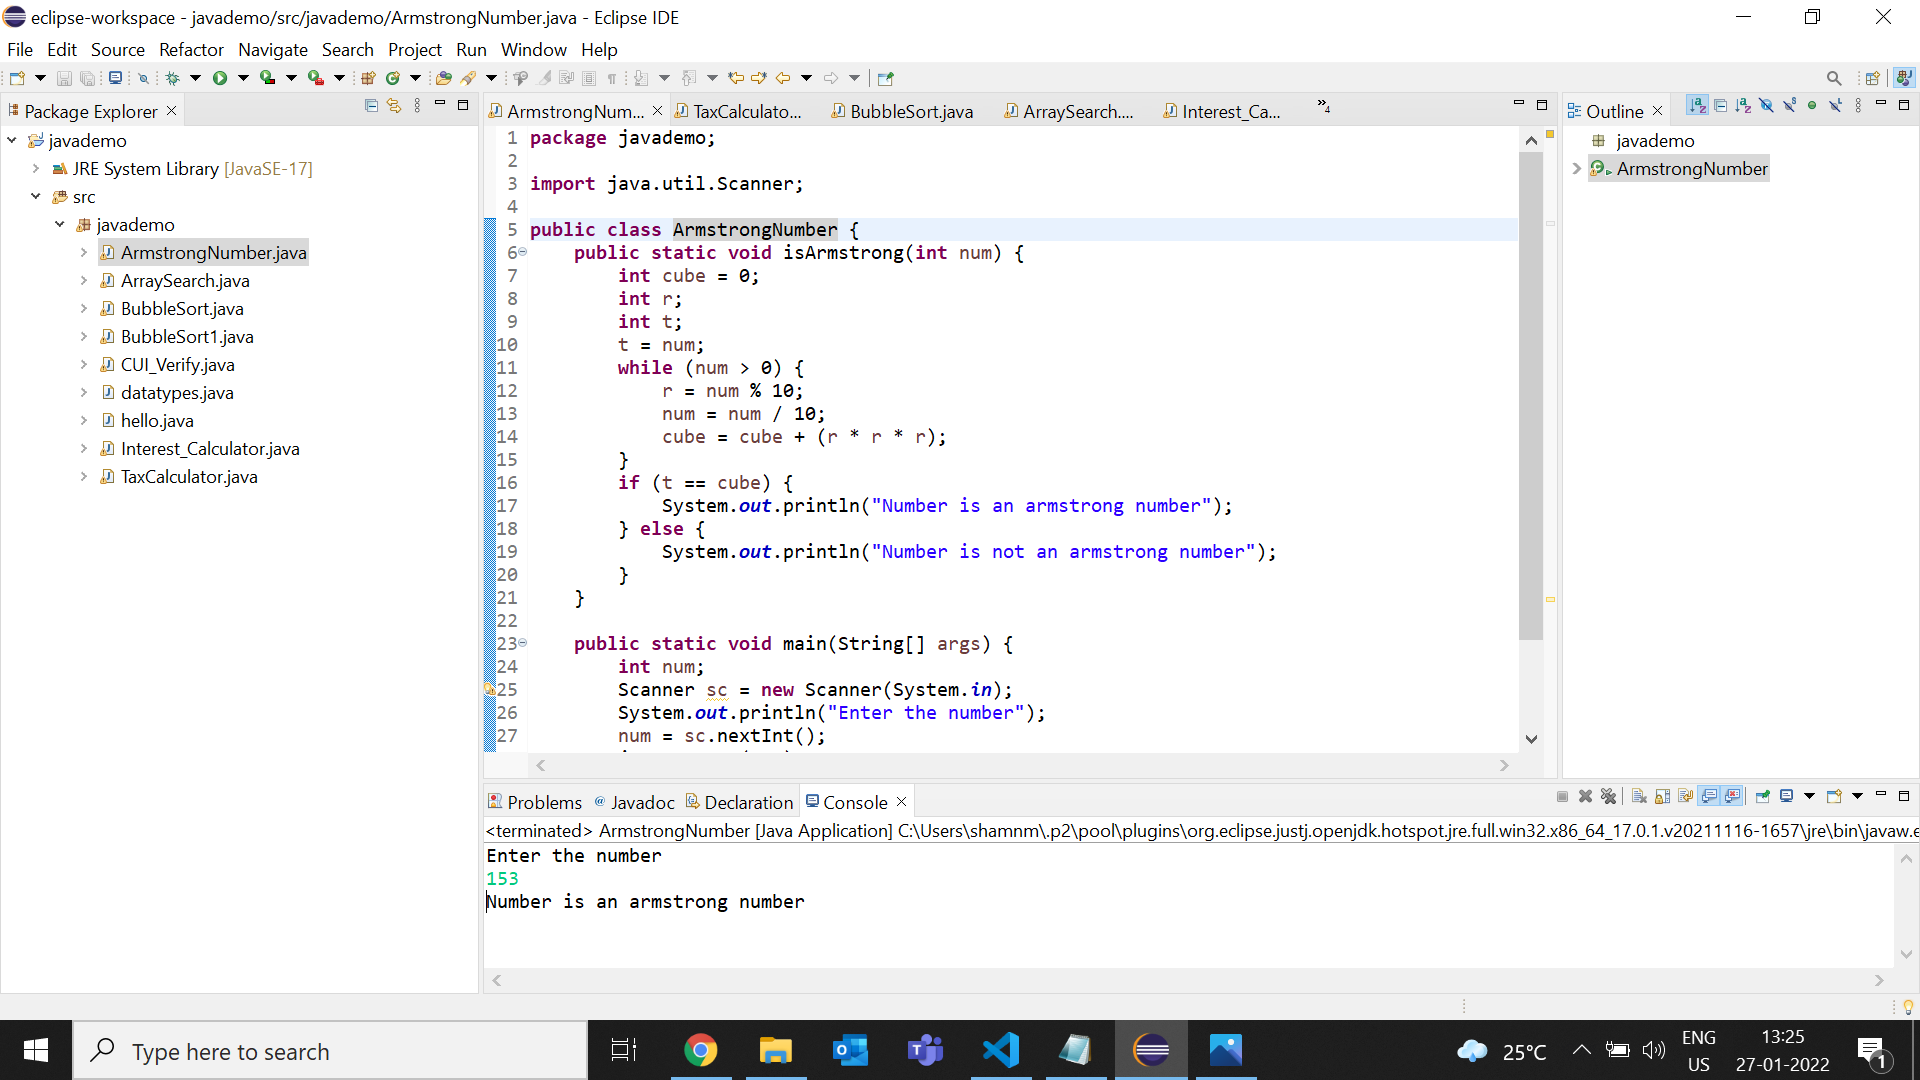 eclipse-workspace - javademo/src/javademo/ArmstrongNumber.java - Eclipse IDE
File Edit Source Refactor Navigate Search Project Run Window Help
Package Explorer
javademo
JRE System Library [JavaSE-17]
src
javademo
ArmstrongNumber.java
ArraySearch.java
BubbleSort.java
BubbleSort1.java
CUI_Verify.java
datatypes.java
hello.java
Interest_Calculator.java
TaxCalculator.java
ArmstrongNum... TaxCalculato... BubbleSort.java ArraySearch.... Interest_Ca... »4
1 package javademo;
2
3 import java.util.Scanner;
4
5 public class ArmstrongNumber {
6 public static void isArmstrong(int num) {
7 int cube = 0;
8 int r;
9 int t;
10 t = num;
11 while (num > 0) {
12 r = num % 10;
13 num = num / 10;
14 cube = cube + (r * r * r);
15 }
16 if (t == cube) {
17 System.out.println("Number is an armstrong number");
18 } else {
19 System.out.println("Number is not an armstrong number");
20 }
21 }
22
23 public static void main(String[] args) {
24 int num;
25 Scanner sc = new Scanner(System.in);
26 System.out.println("Enter the number");
27 num = sc.nextInt();
Outline
javademo
ArmstrongNumber
Problems @ Javadoc Declaration Console
<terminated> ArmstrongNumber [Java Application] C:\Users\shamnm\.p2\pool\plugins\org.eclipse.justj.openjdk.hotspot.jre.full.win32.x86_64_17.0.1.v20211116-1657\jre\bin\javaw.e
Enter the number
153
Number is an armstrong number
Type here to search
25°C
ENG
US
13:25
27-01-2022
1